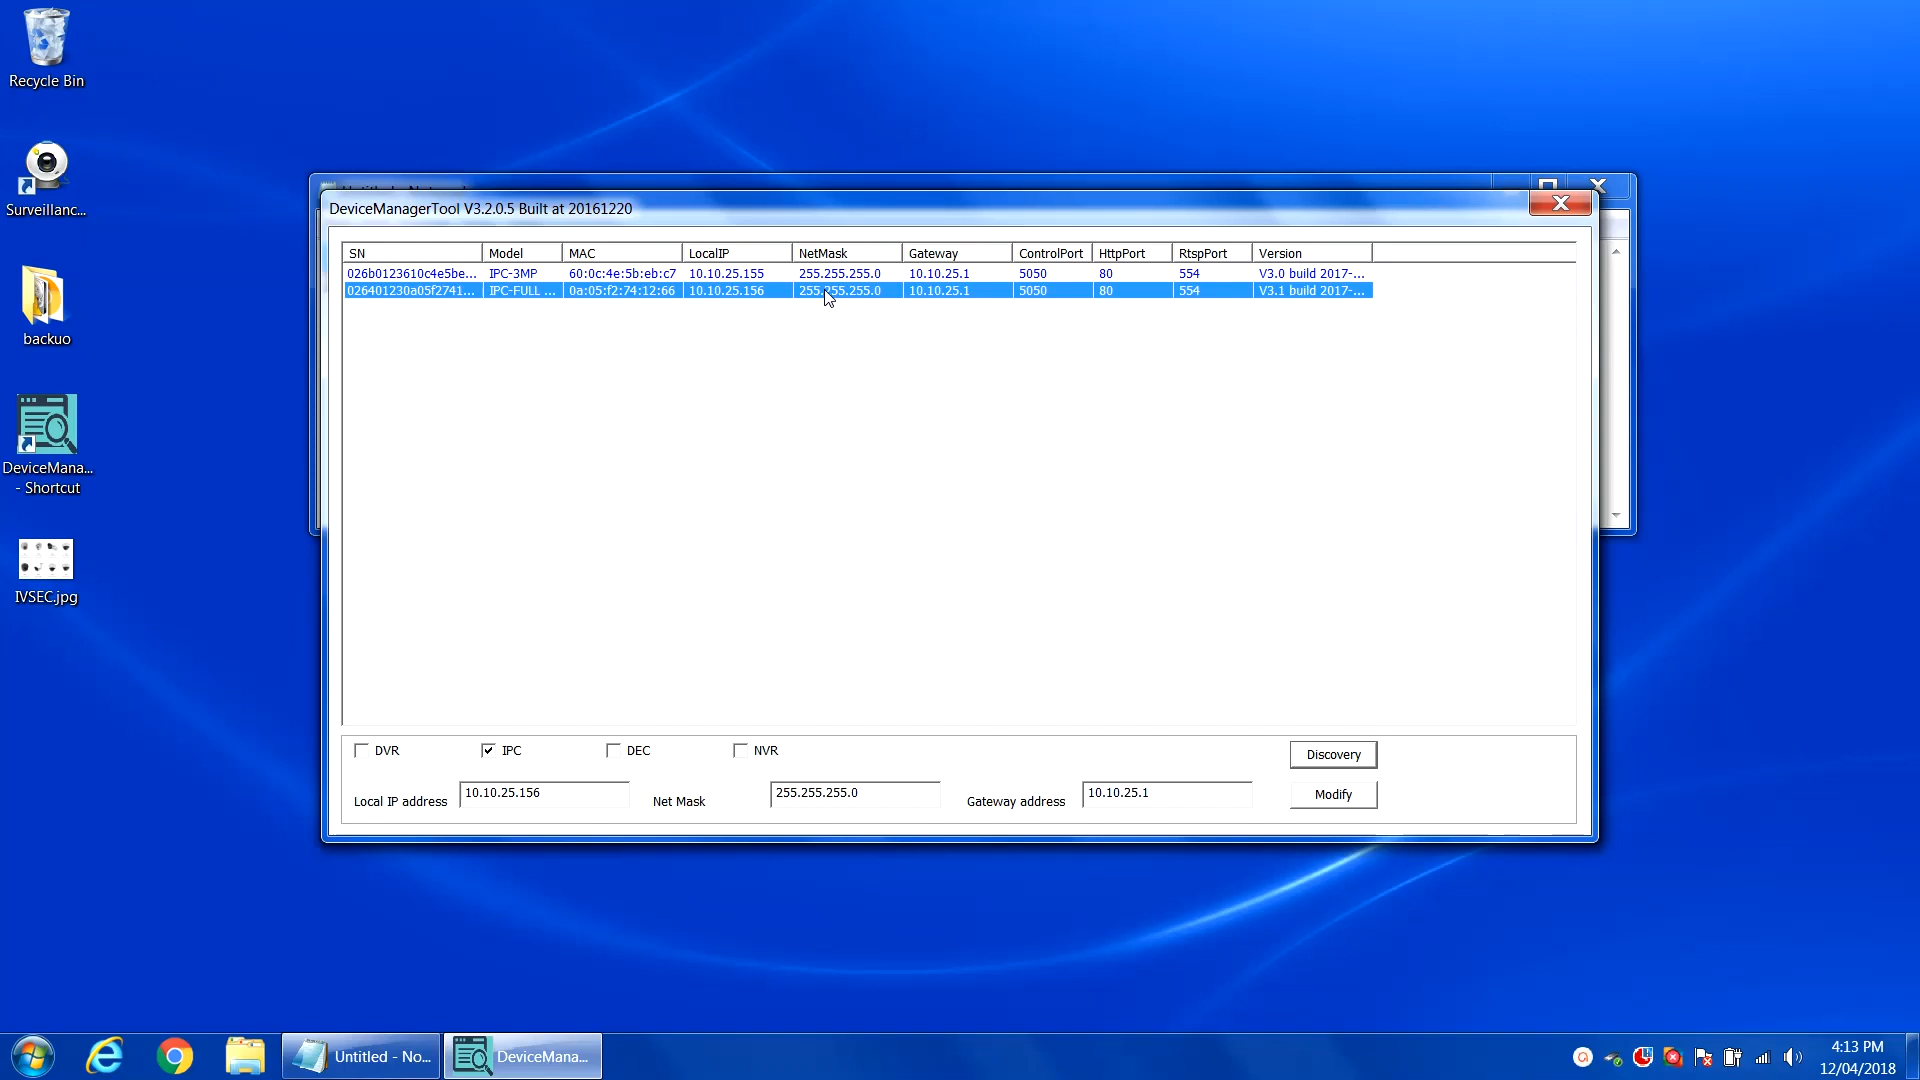 Recycle Bin
Surveillanc...
backuo
DeviceMana...
- Shortcut
IVSEC.jpg
DeviceManagerTool V3.2.0.5 Built at 20161220
SN Model MAC LocalIP NetMask Gateway ControlPort HttpPort RtspPort Version
026b0123610c4e5be... IPC-3MP 60:0c:4e:5b:eb:c7 10.10.25.155 255.255.255.0 10.10.25.1 5050 80 554 V3.0 build 2017-...
026401230a05f2741... IPC-FULL ... 0a:05:f2:74:12:66 10.10.25.156 255.255.255.0 10.10.25.1 5050 80 554 V3.1 build 2017-...
DVR IPC DEC NVR Discovery
Local IP address 10.10.25.156 Net Mask 255.255.255.0 Gateway address 10.10.25.1 Modify
Untitled - No... DeviceMana...
4:13 PM
12/04/2018